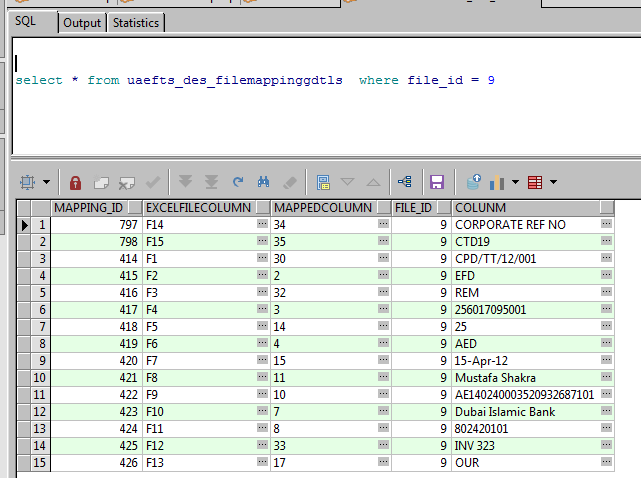 SQL Output Statistics
select * from uaefts_des_filemappinggdtls where file_id = 9
MAPPING_ID EXCELFILECOLUMN MAPPEDCOLUMN FILE_ID COLUNM
1 797 F14 34 9 CORPORATE REF NO
2 798 F15 35 9 CTD19
3 414 F1 30 9 CPD/TT/12/001
4 415 F2 2 9 EFD
5 416 F3 32 9 REM
6 417 F4 3 9 256017095001
7 418 F5 14 9 25
8 419 F6 4 9 AED
9 420 F7 15 9 15-Apr-12
10 421 F8 11 9 Mustafa Shakra
11 422 F9 10 9 AE140240003520932687101
12 423 F10 7 9 Dubai Islamic Bank
13 424 F11 8 9 802420101
14 425 F12 33 9 INV 323
15 426 F13 17 9 OUR